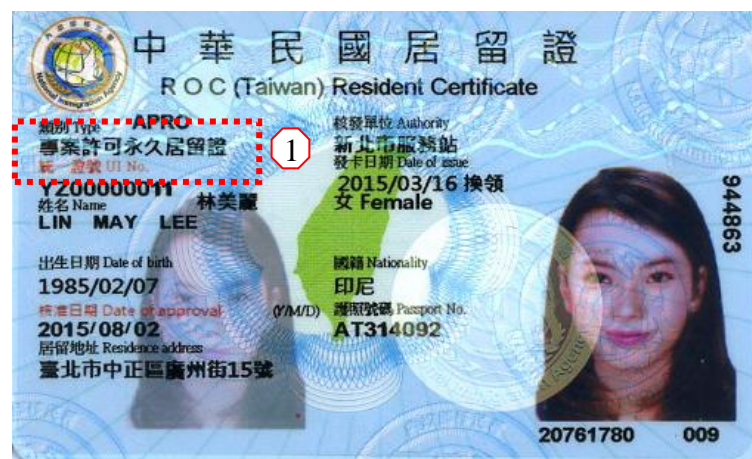 中華民國居留證
ROC (Taiwan) Resident Certificate
類別 Type APRO
專案許可永久居留證
統一證號 UI No.
YZ00000011
姓名 Name 林美麗
LIN MAY LEE
出生日期 Date of birth
1985/02/07
核准日期 Date of approval (Y/M/D)
2015/08/02
居留地址 Residence address
臺北市中正區廣州街15號
核發單位 Authority
新北市服務站
發卡日期 Date of issue
2015/03/16 換領
女 Female
國籍 Nationality
印尼
護照號碼 Passport No.
AT314092
944863
20761780 009
1